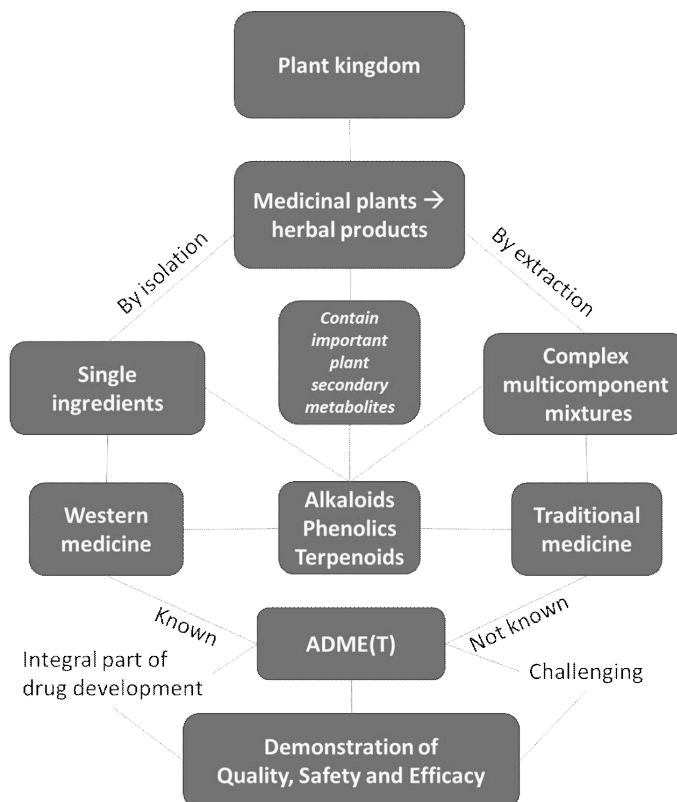 Plant kingdom
Medicinal plants →
herbal products
By isolation
By extraction
Contain
important
plant
secondary
metabolites
Single
ingredients
Complex
multicomponent
mixtures
Western
medicine
Alkaloids
Phenolics
Terpenoids
Traditional
medicine
Known
Not known
ADME(T)
Integral part of
drug development
Challenging
Demonstration of
Quality, Safety and Efficacy